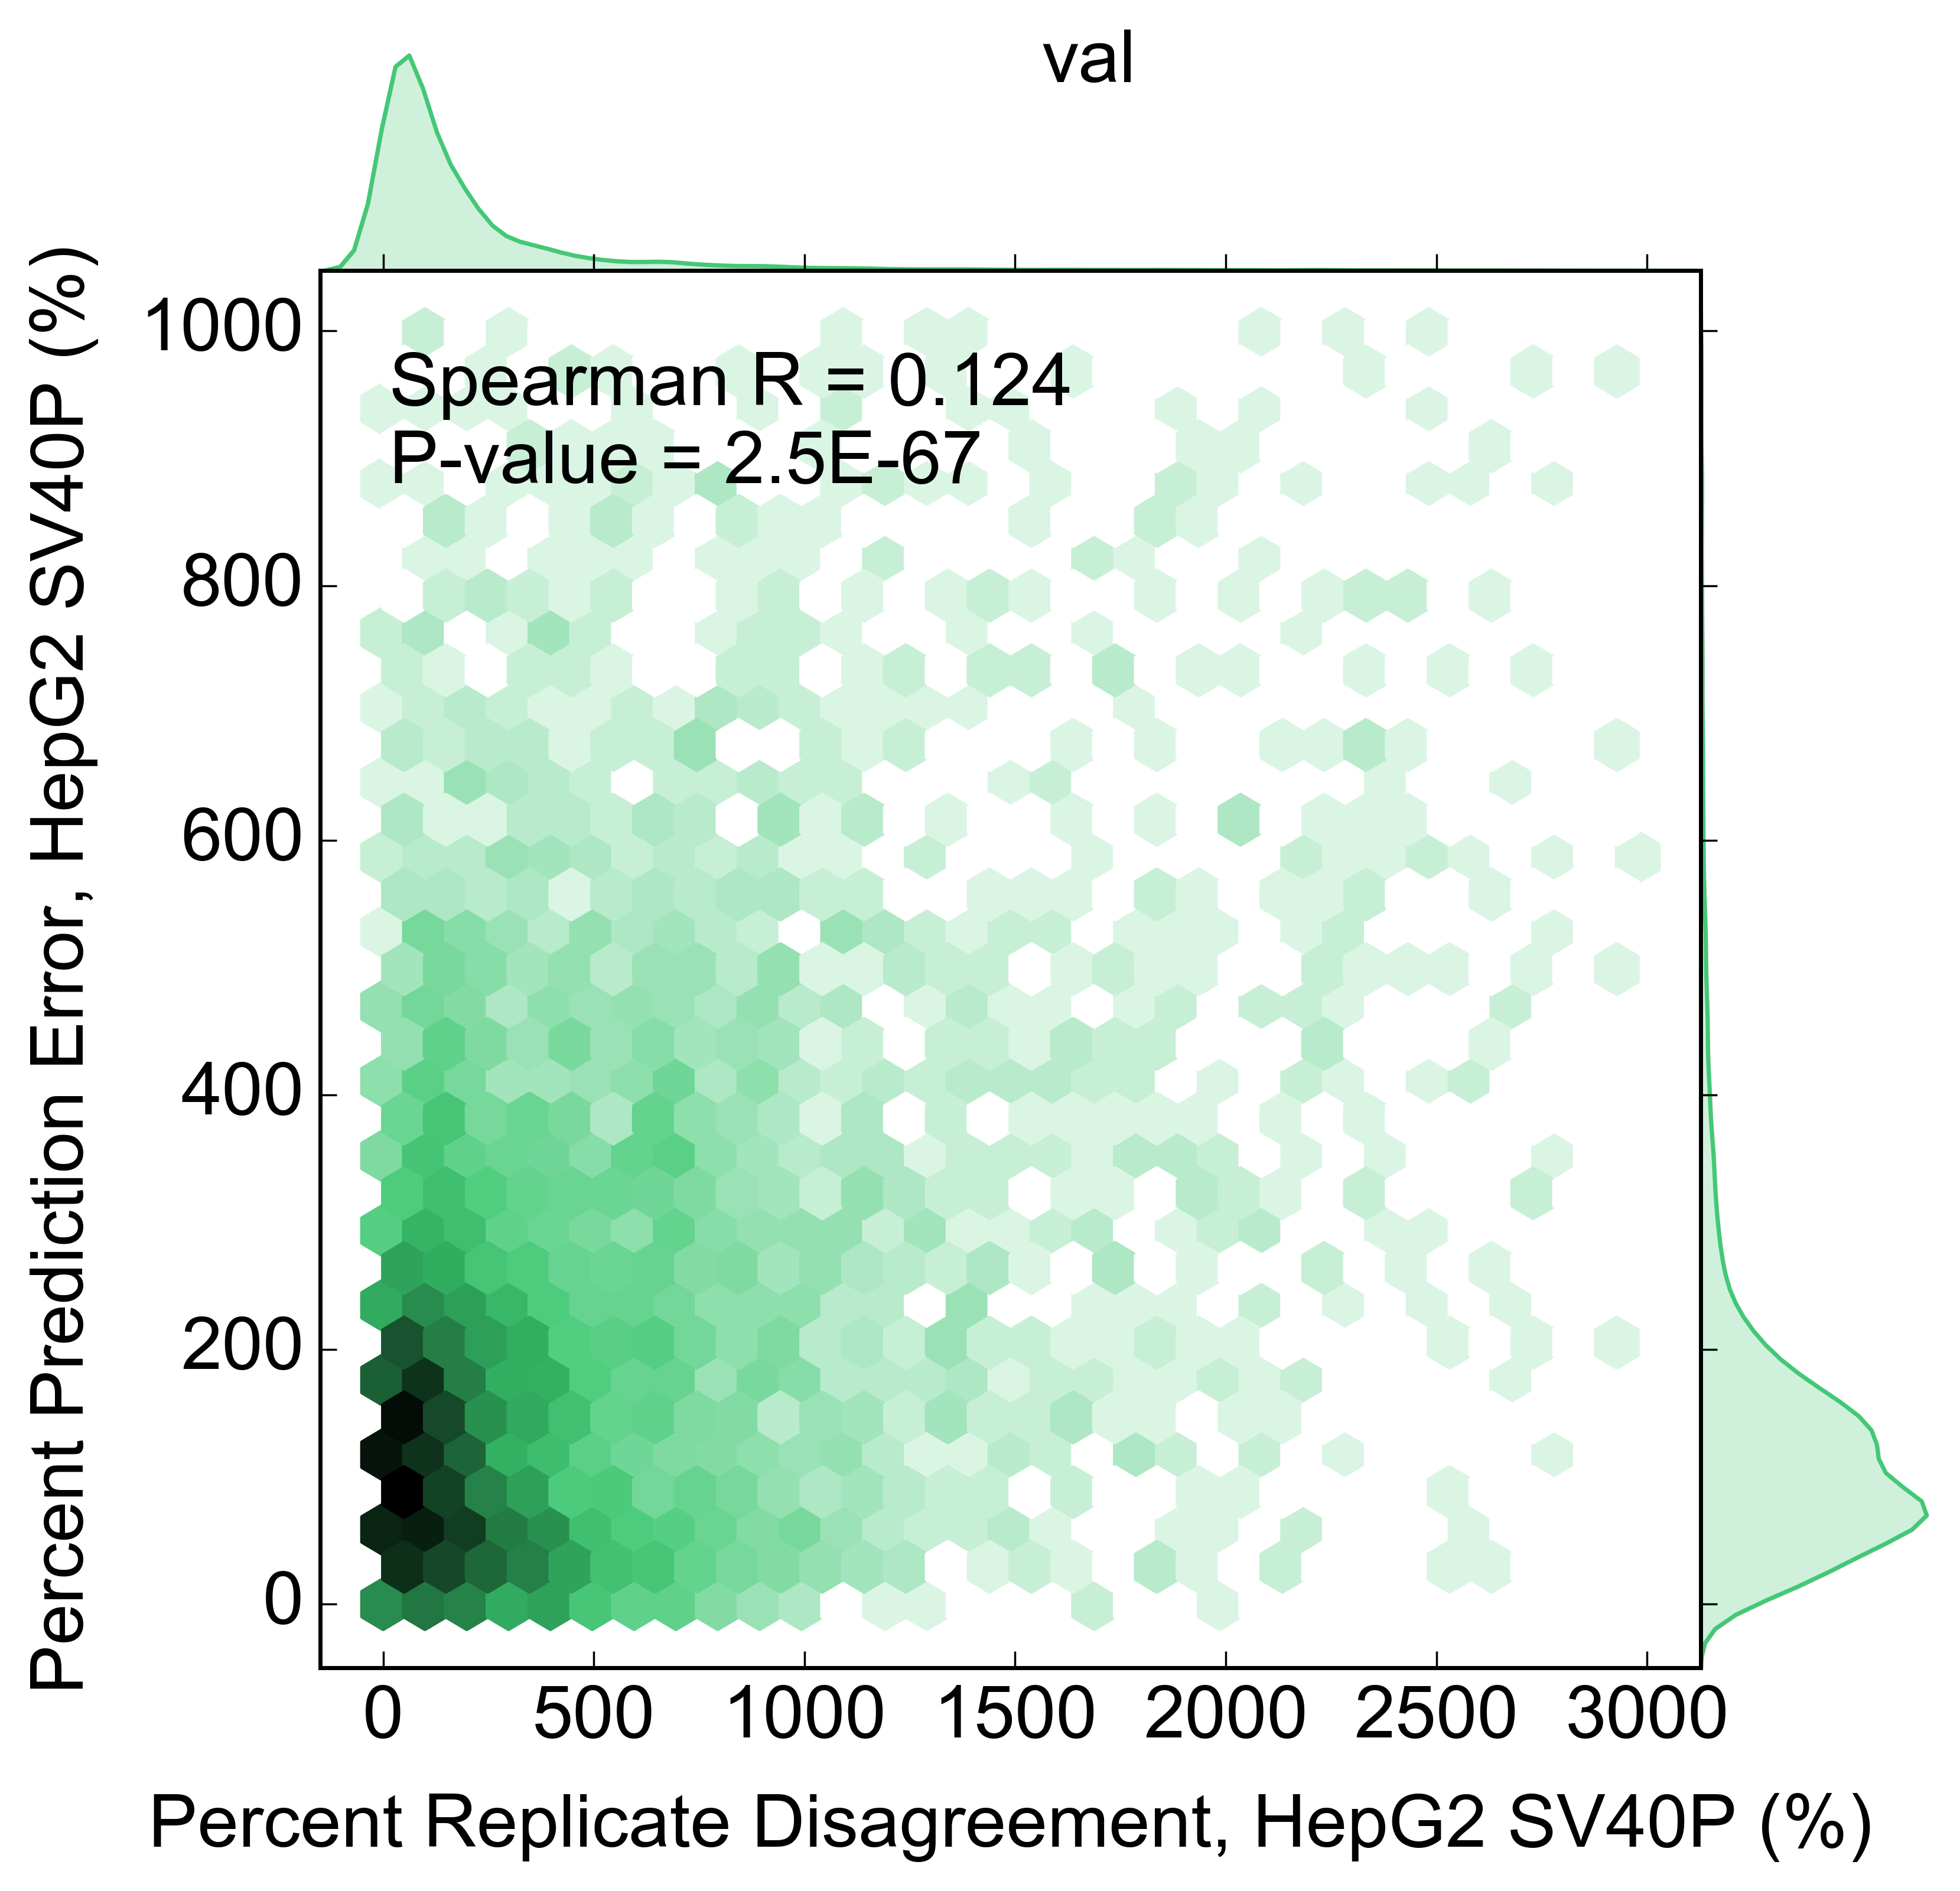 val
Percent Prediction Error, HepG2 SV40P (%)
1000
800
600
400
200
0
Spearman R = 0.124
P-value = 2.5E-67
0 500 1000 1500 2000 2500 3000
Percent Replicate Disagreement, HepG2 SV40P (%)